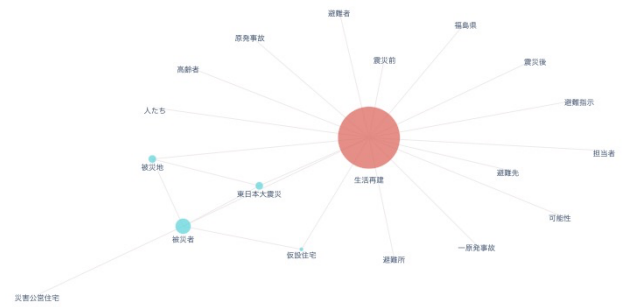 避難者
福島県
原発事故
震災前
震災後
高齢者
避難指示
人たち
担当者
被災地
避難先
生活再建
東日本大震災
可能性
被災者
一原発事故
仮設住宅
避難所
災害公営住宅